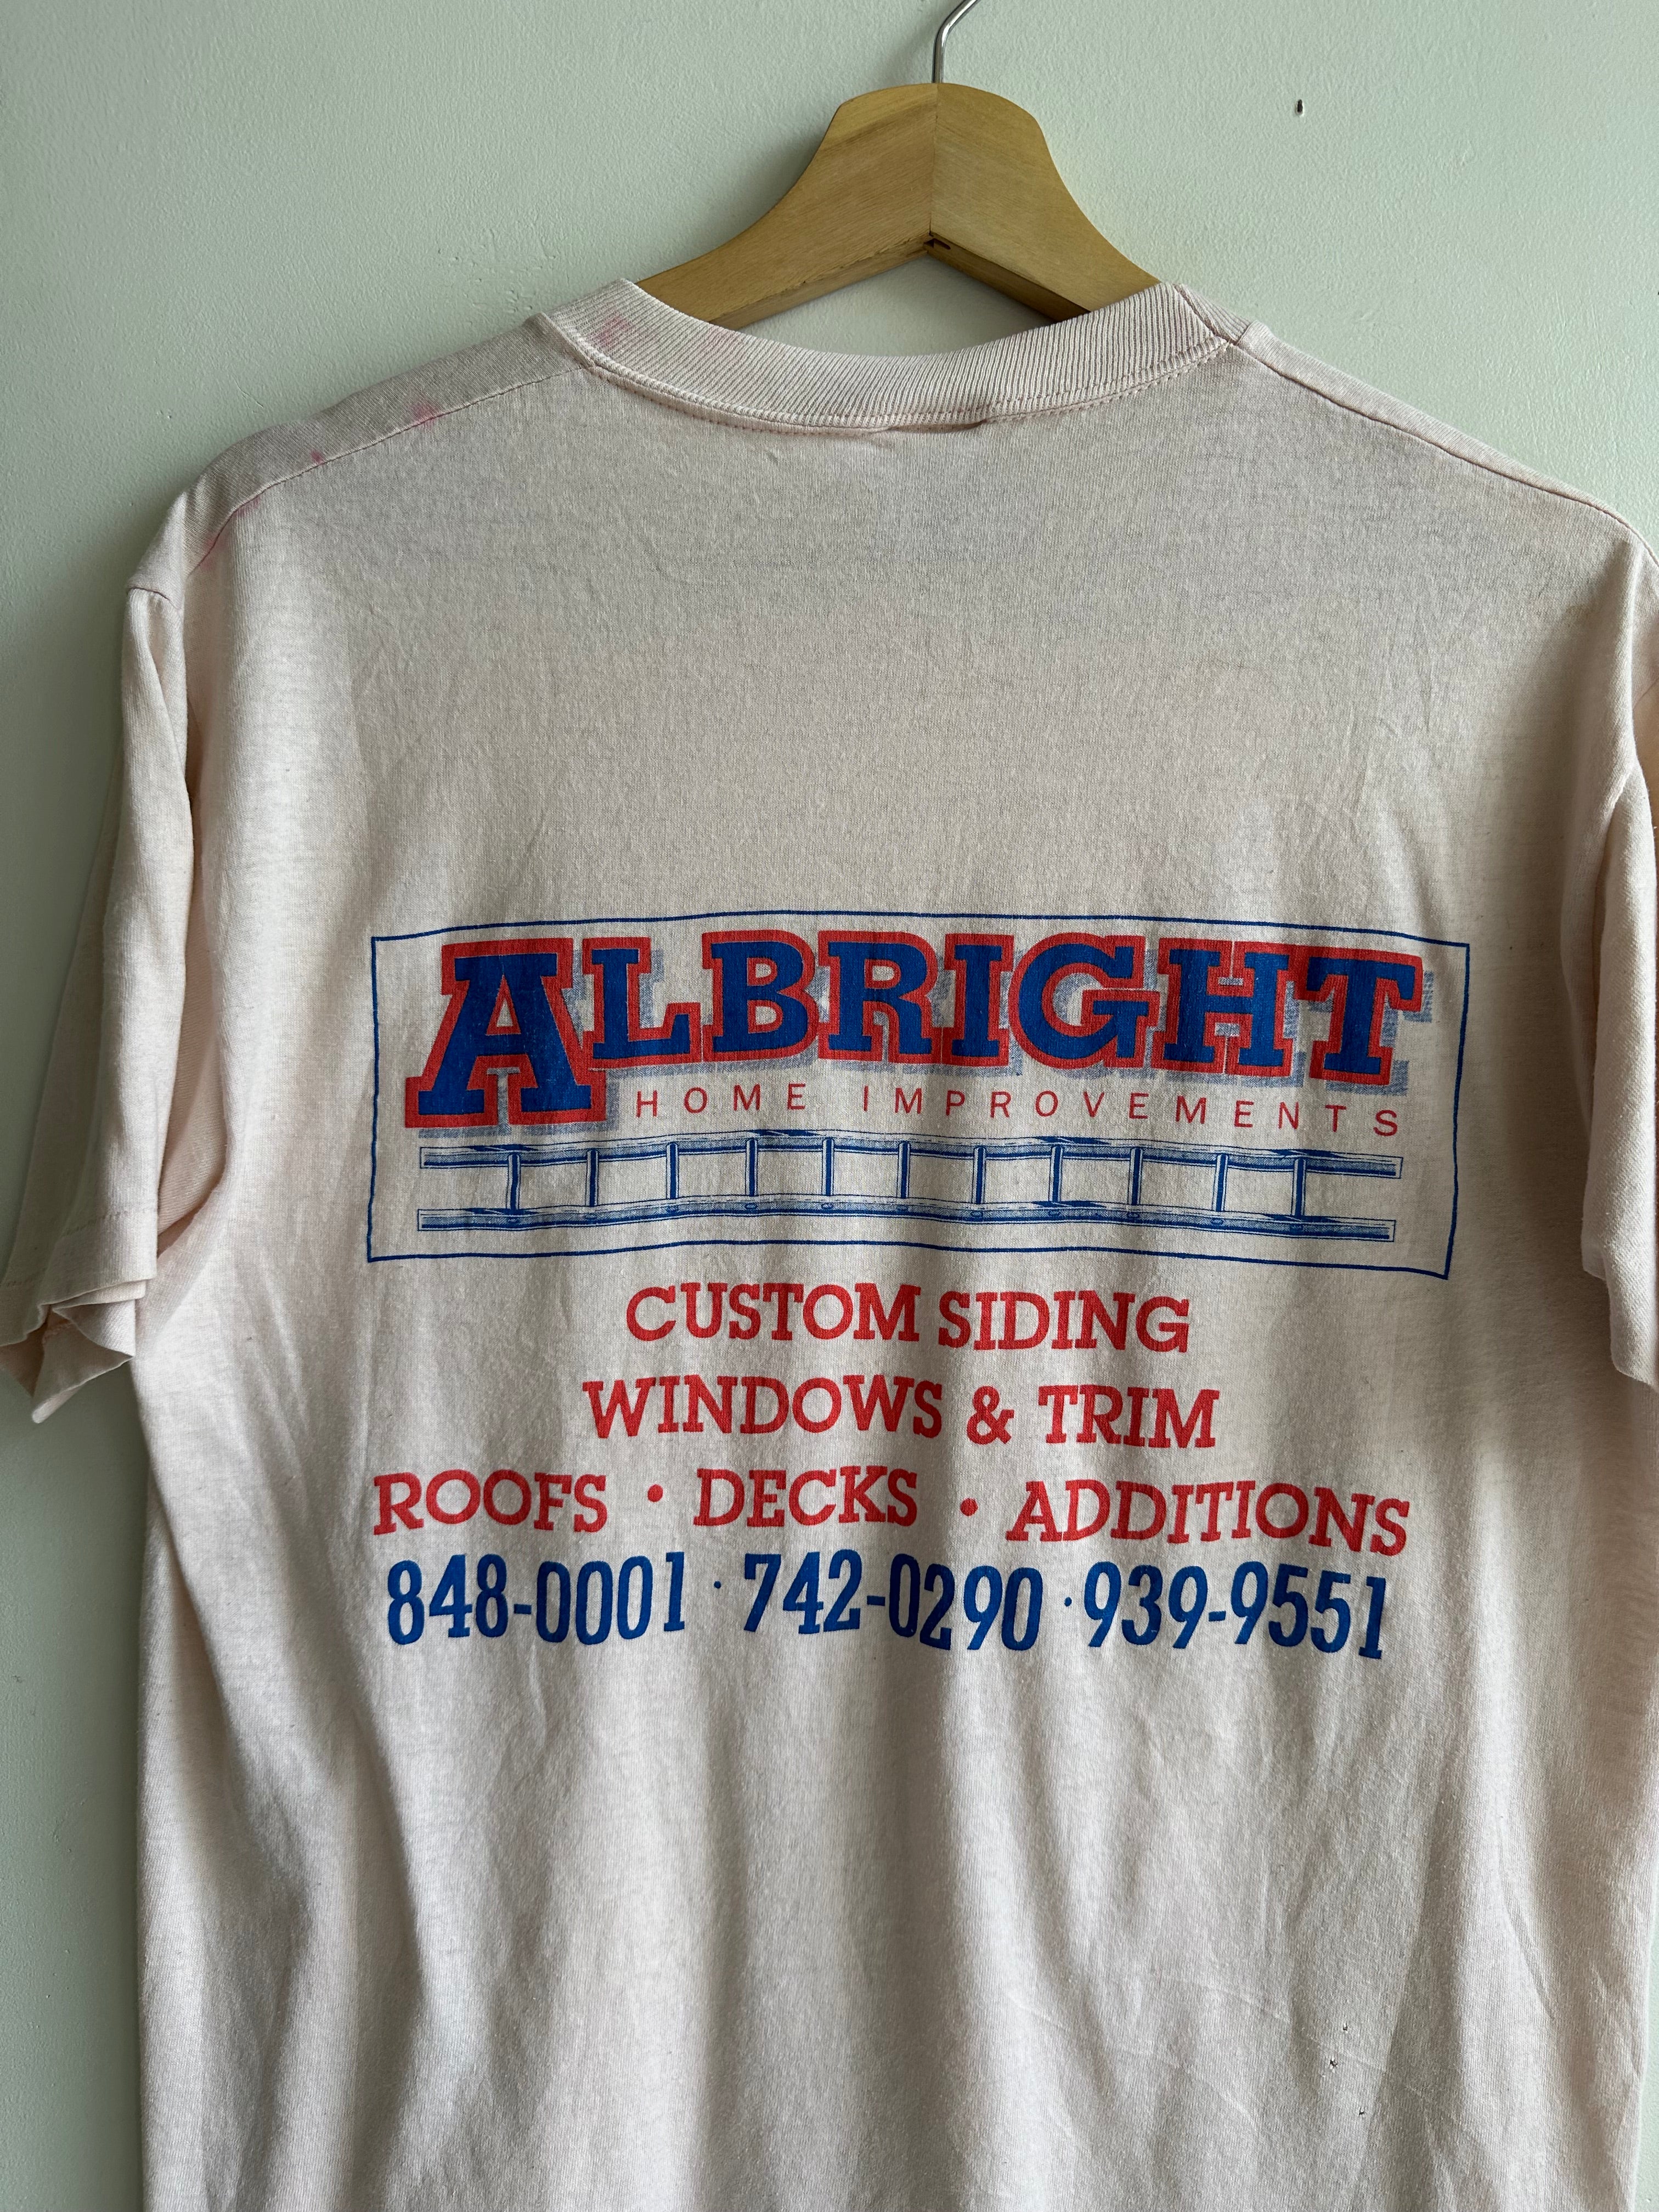 ALBRIGHT
HOME IMPROVEMENTS
CUSTOM SIDING
WINDOWS & TRIM
ROOFS • DECKS • ADDITIONS
848-0001 · 742-0290 · 939-9551